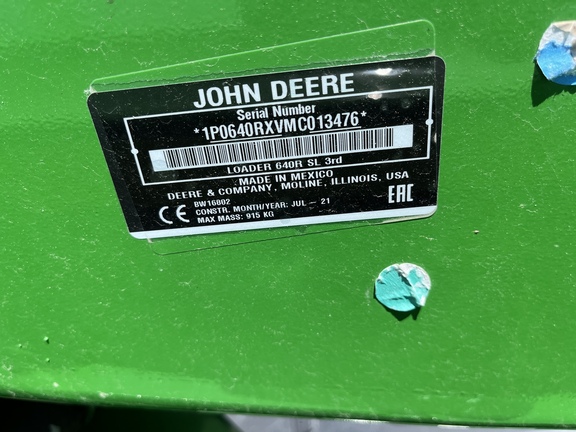 JOHN DEERE
Serial Number
*1P0640RXVMC013476*
LOADER 640R SL 3rd
MADE IN MEXICO
DEERE & COMPANY, MOLINE, ILLINOIS, USA
BW16002
CONSTR. MONTH/YEAR: JUL - 21
MAX MASS: 915 KG
CE
EAC